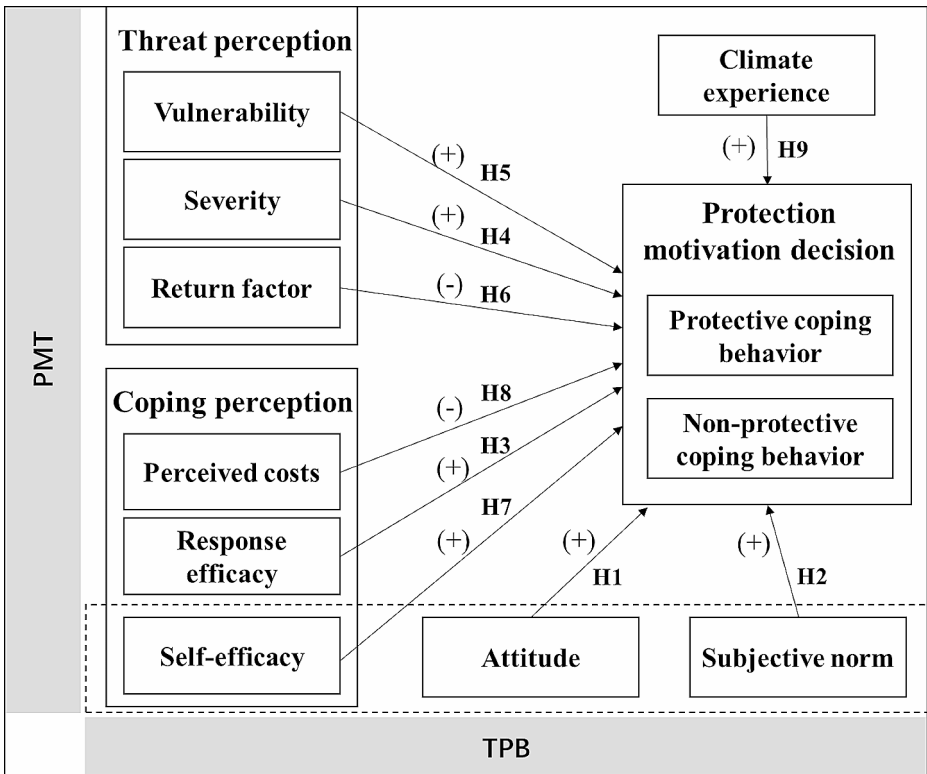 PMT
Threat perception
Vulnerability
Severity
Return factor
Coping perception
Perceived costs
Response
efficacy
Self-efficacy
(+)
H5
(+)
H4
(-)
H6
(-)
H8
H3
(+)
H7
(+)
Climate
experience
(+)
H9
Protection
motivation decision
Protective coping
behavior
Non-protective
coping behavior
(+)
H1
(+)
H2
Attitude
Subjective norm
TPB